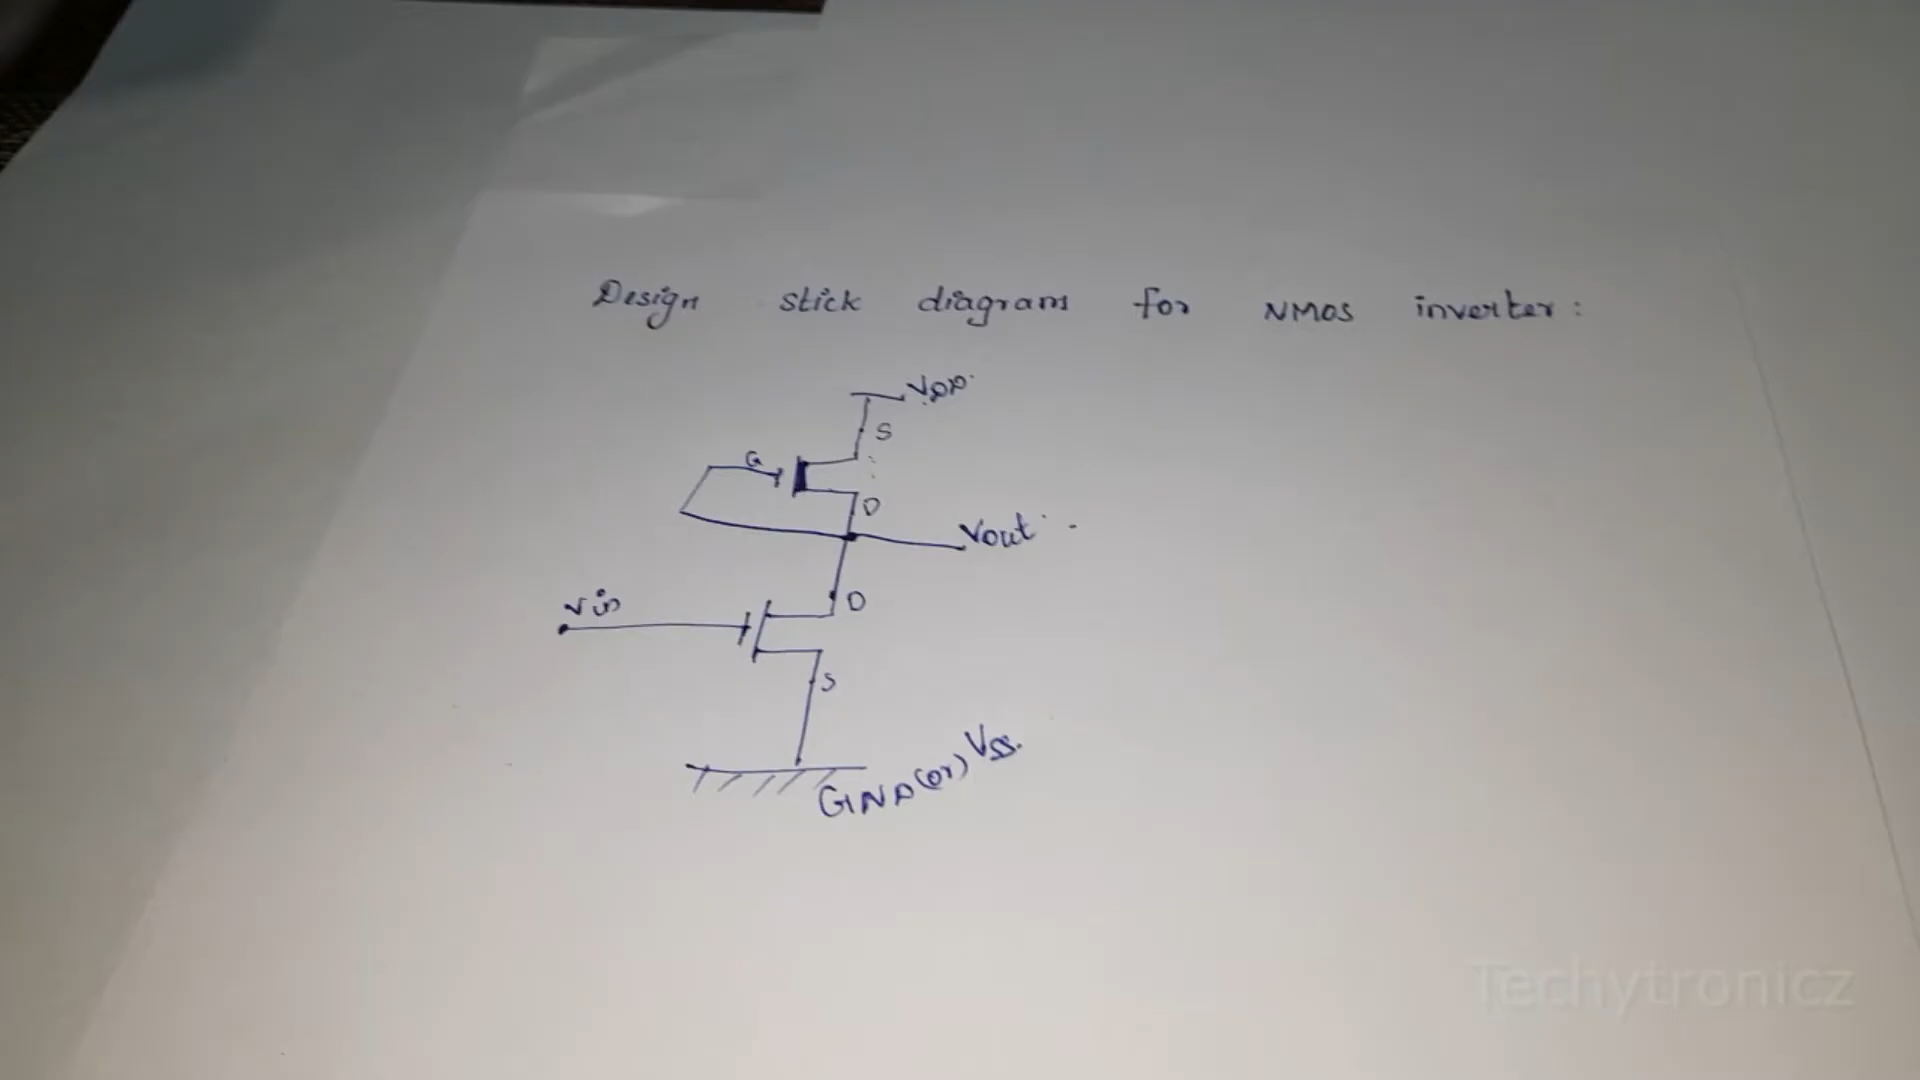 Design stick diagram for NMOS inverter:
VDD.
S
G
D
Vout
Vin
D
S
GND (or) Vss.
Techytronicz